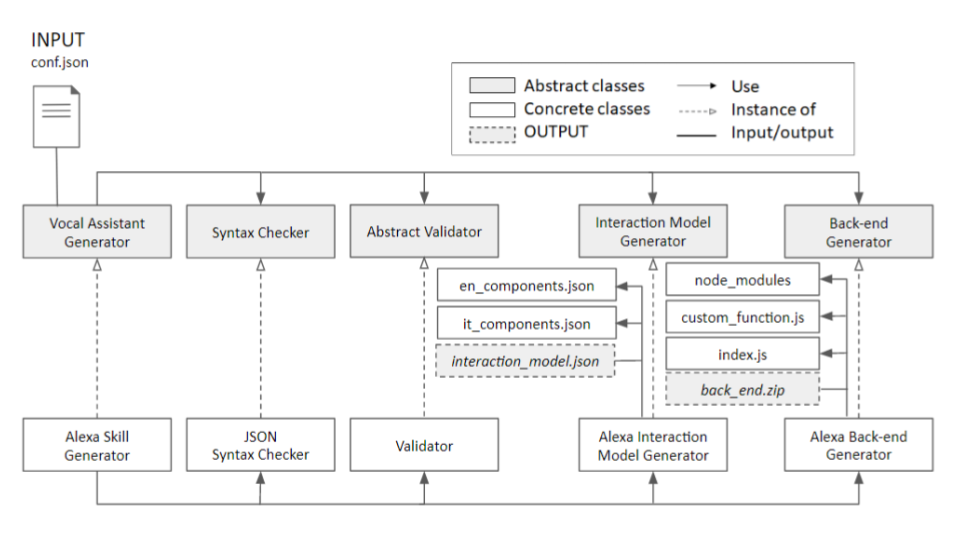 INPUT
conf.json
Abstract classes
Use
Concrete classes
Instance of
OUTPUT
Input/output
Vocal Assistant
Generator
Syntax Checker
Abstract Validator
Interaction Model
Generator
Back-end
Generator
en_components.json
it_components.json
interaction_model.json
node_modules
custom_function.js
index.js
back_end.zip
Alexa Skill
Generator
JSON
Syntax Checker
Validator
Alexa Interaction
Model Generator
Alexa Back-end
Generator